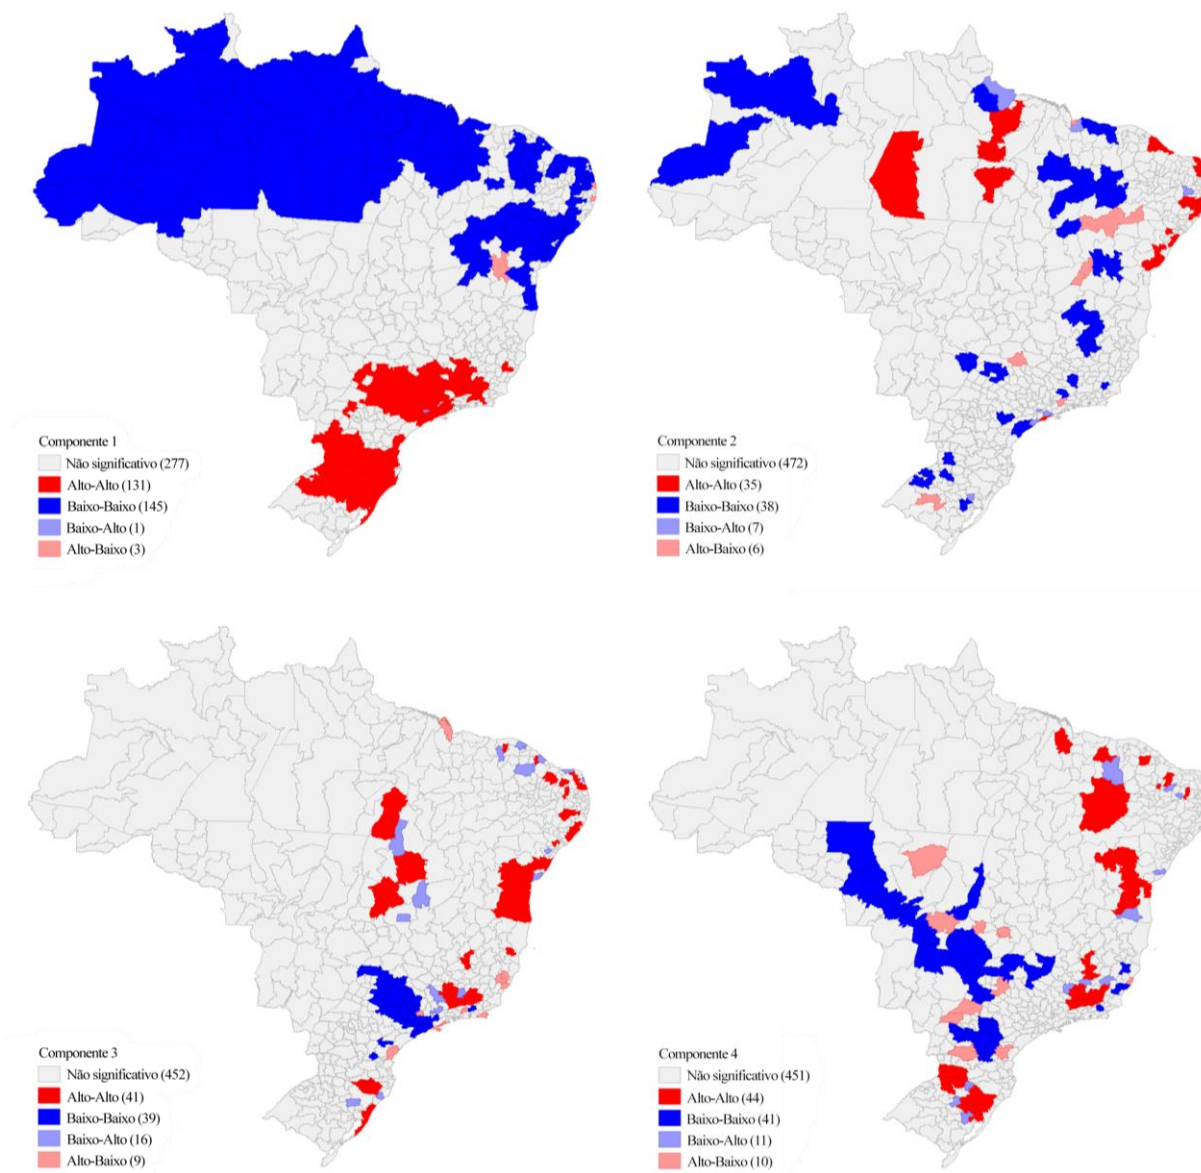 Componente 1
Não significativo (277)
Alto-Alto (131)
Baixo-Baixo (145)
Baixo-Alto (1)
Alto-Baixo (3)
Componente 2
Não significativo (472)
Alto-Alto (35)
Baixo-Baixo (38)
Baixo-Alto (7)
Alto-Baixo (6)
Componente 3
Não significativo (452)
Alto-Alto (41)
Baixo-Baixo (39)
Baixo-Alto (16)
Alto-Baixo (9)
Componente 4
Não significativo (451)
Alto-Alto (44)
Baixo-Baixo (41)
Baixo-Alto (11)
Alto-Baixo (10)